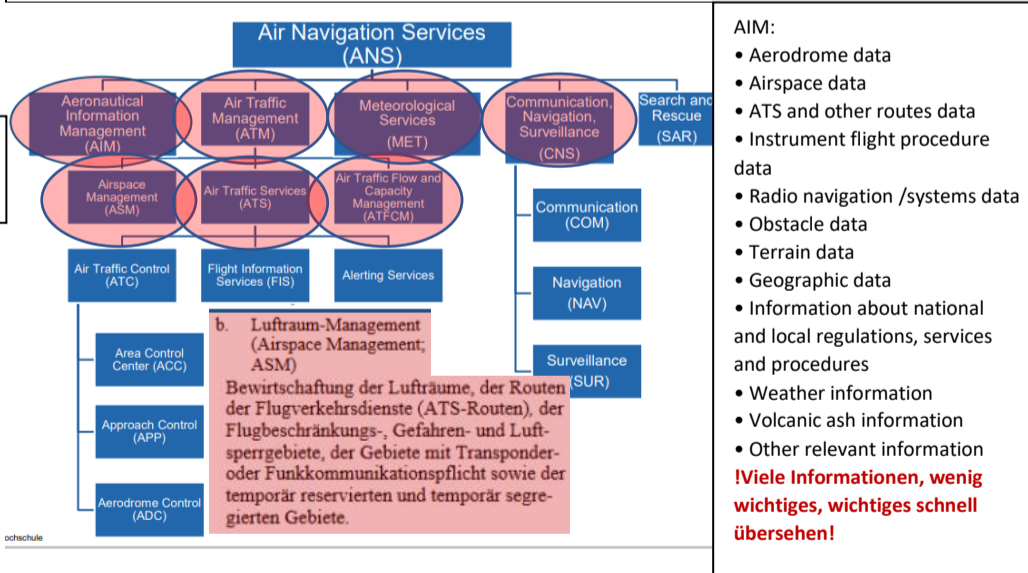 Air Navigation Services
(ANS)
Aeronautical
Information
Management
(AIM)
Air Traffic
Management
(ATM)
Meteorological
Services
(MET)
Communication,
Navigation,
Surveillance
(CNS)
Search and
Rescue
(SAR)
Airspace
Management
(ASM)
Air Traffic Services
(ATS)
Air Traffic Flow and
Capacity
Management
(ATFCM)
Air Traffic Control
(ATC)
Flight Information
Services (FIS)
Alerting Services
Communication
(COM)
Navigation
(NAV)
Surveillance
(SUR)
Area Control
Center (ACC)
Approach Control
(APP)
Aerodrome Control
(ADC)
b. Luftraum-Management
(Airspace Management;
ASM)
Bewirtschaftung der Lufträume, der Routen
der Flugverkehrsdienste (ATS-Routen), der
Flugbeschränkungs-, Gefahren- und Luft-
sperrgebiete, der Gebiete mit Transponder-
oder Funkkommunikationspflicht sowie der
temporär reservierten und temporär segre-
gierten Gebiete.
ochschule
AIM:
• Aerodrome data
• Airspace data
• ATS and other routes data
• Instrument flight procedure
data
• Radio navigation /systems data
• Obstacle data
• Terrain data
• Geographic data
• Information about national
and local regulations, services
and procedures
• Weather information
• Volcanic ash information
• Other relevant information
!Viele Informationen, wenig
wichtiges, wichtiges schnell
übersehen!